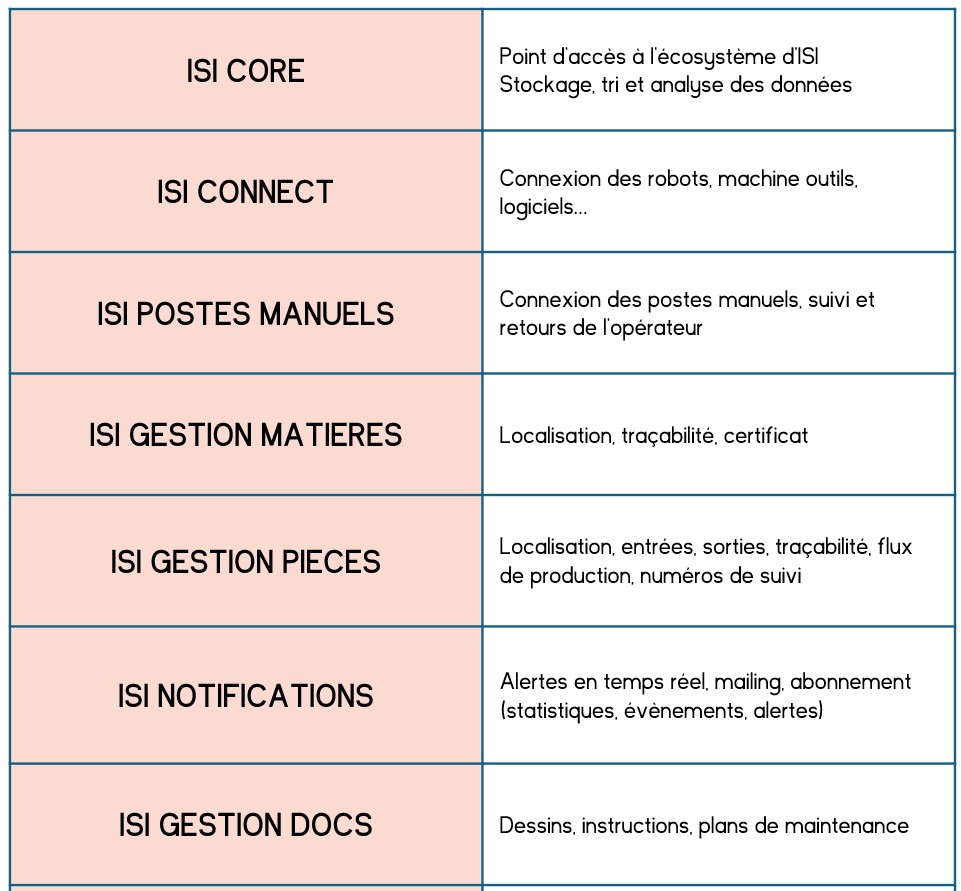 ISI CORE
Point d'accès à l'écosystème d'ISI
Stockage, tri et analyse des données
ISI CONNECT
Connexion des robots, machine outils,
logiciels...
ISI POSTES MANUELS
Connexion des postes manuels, suivi et
retours de l'opérateur
ISI GESTION MATIERES
Localisation, traçabilité, certificat
ISI GESTION PIECES
Localisation, entrées, sorties, traçabilité, flux
de production, numéros de suivi
ISI NOTIFICATIONS
Alertes en temps réel, mailing, abonnement
(statistiques, évènements, alertes)
ISI GESTION DOCS
Dessins, instructions, plans de maintenance